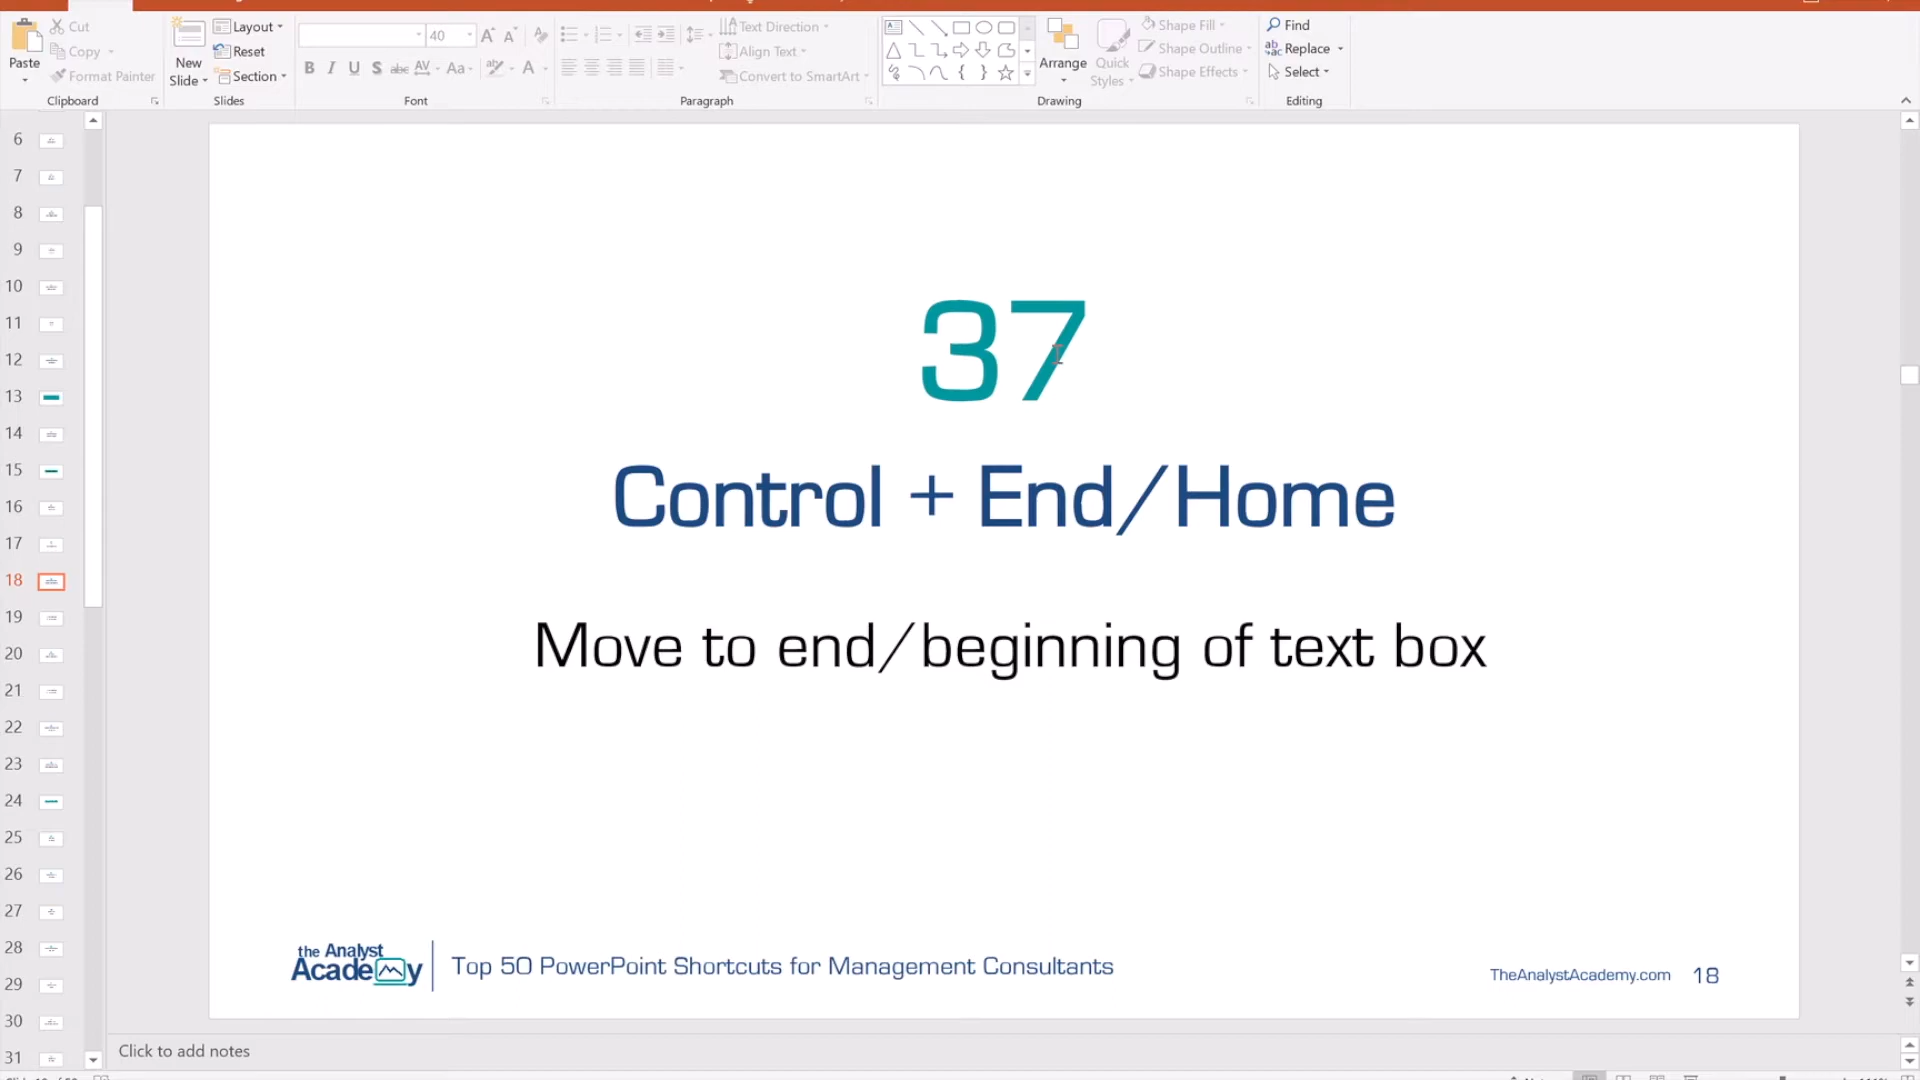 Cut
Copy
Format Painter
Paste
Clipboard
New
Slide
Layout
Reset
Section
Slides
40
B I U S abc AV Aa A
Font
Text Direction
Align Text
Convert to SmartArt
Paragraph
Arrange
Quick
Styles
Shape Fill
Shape Outline
Shape Effects
Drawing
Find
Replace
Select
Editing
6
7
8
9
10
11
12
13
14
15
16
17
18
19
20
21
22
23
24
25
26
27
28
29
30
31
37
Control + End/Home
Move to end/beginning of text box
the Analyst
Academy
Top 50 PowerPoint Shortcuts for Management Consultants
TheAnalystAcademy.com 18
Click to add notes